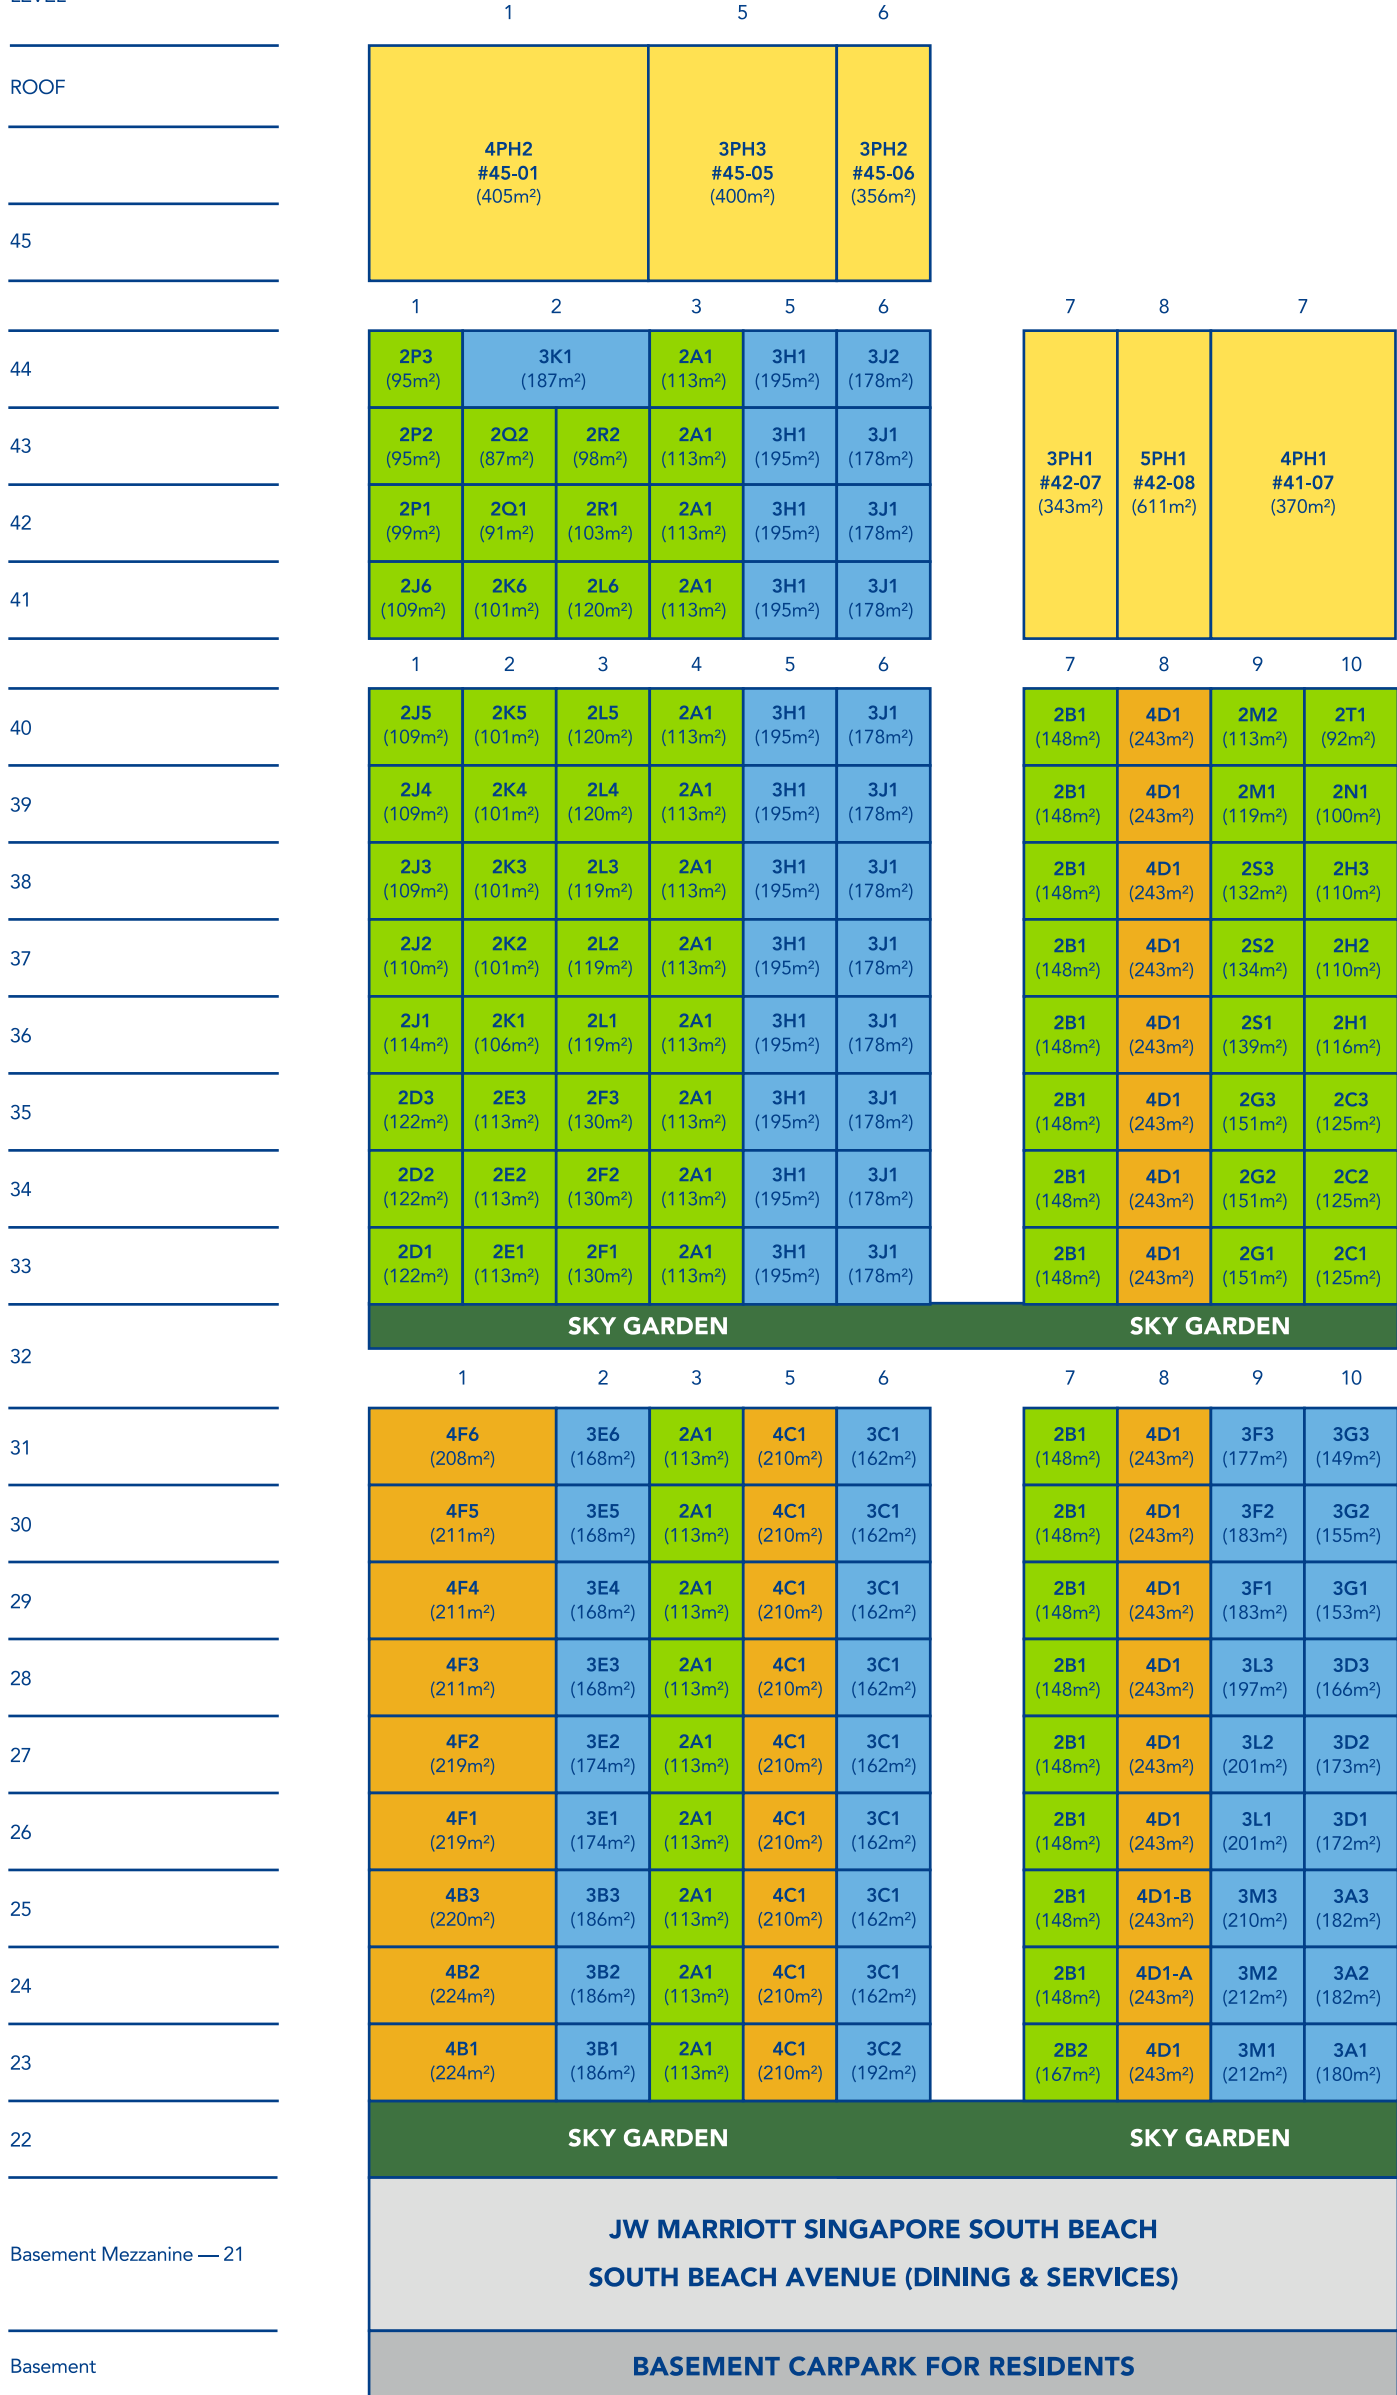 1 5 6
ROOF
4PH2 3PH3 3PH2
#45-01 #45-05 #45-06
(405m²) (400m²) (356m²)
45
1 2 3 5 6 7 8 7
44 2P3 3K1 2A1 3H1 3J2
(95m²) (187m²) (113m²) (195m²) (178m²)
43 2P2 2Q2 2R2 2A1 3H1 3J1
(95m²) (87m²) (98m²) (113m²) (195m²) (178m²)
3PH1 5PH1 4PH1
#42-07 #42-08 #41-07
(343m²) (611m²) (370m²)
42 2P1 2Q1 2R1 2A1 3H1 3J1
(99m²) (91m²) (103m²) (113m²) (195m²) (178m²)
41 2J6 2K6 2L6 2A1 3H1 3J1
(109m²) (101m²) (120m²) (113m²) (195m²) (178m²)
1 2 3 4 5 6 7 8 9 10
40 2J5 2K5 2L5 2A1 3H1 3J1 2B1 4D1 2M2 2T1
(109m²) (101m²) (120m²) (113m²) (195m²) (178m²) (148m²) (243m²) (113m²) (92m²)
39 2J4 2K4 2L4 2A1 3H1 3J1 2B1 4D1 2M1 2N1
(109m²) (101m²) (120m²) (113m²) (195m²) (178m²) (148m²) (243m²) (119m²) (100m²)
38 2J3 2K3 2L3 2A1 3H1 3J1 2B1 4D1 2S3 2H3
(109m²) (101m²) (119m²) (113m²) (195m²) (178m²) (148m²) (243m²) (132m²) (110m²)
37 2J2 2K2 2L2 2A1 3H1 3J1 2B1 4D1 2S2 2H2
(110m²) (101m²) (119m²) (113m²) (195m²) (178m²) (148m²) (243m²) (134m²) (110m²)
36 2J1 2K1 2L1 2A1 3H1 3J1 2B1 4D1 2S1 2H1
(114m²) (106m²) (119m²) (113m²) (195m²) (178m²) (148m²) (243m²) (139m²) (116m²)
35 2D3 2E3 2F3 2A1 3H1 3J1 2B1 4D1 2G3 2C3
(122m²) (113m²) (130m²) (113m²) (195m²) (178m²) (148m²) (243m²) (151m²) (125m²)
34 2D2 2E2 2F2 2A1 3H1 3J1 2B1 4D1 2G2 2C2
(122m²) (113m²) (130m²) (113m²) (195m²) (178m²) (148m²) (243m²) (151m²) (125m²)
33 2D1 2E1 2F1 2A1 3H1 3J1 2B1 4D1 2G1 2C1
(122m²) (113m²) (130m²) (113m²) (195m²) (178m²) (148m²) (243m²) (151m²) (125m²)
SKY GARDEN SKY GARDEN
32
1 2 3 5 6 7 8 9 10
31 4F6 3E6 2A1 4C1 3C1 2B1 4D1 3F3 3G3
(208m²) (168m²) (113m²) (210m²) (162m²) (148m²) (243m²) (177m²) (149m²)
30 4F5 3E5 2A1 4C1 3C1 2B1 4D1 3F2 3G2
(211m²) (168m²) (113m²) (210m²) (162m²) (148m²) (243m²) (183m²) (155m²)
29 4F4 3E4 2A1 4C1 3C1 2B1 4D1 3F1 3G1
(211m²) (168m²) (113m²) (210m²) (162m²) (148m²) (243m²) (183m²) (153m²)
28 4F3 3E3 2A1 4C1 3C1 2B1 4D1 3L3 3D3
(211m²) (168m²) (113m²) (210m²) (162m²) (148m²) (243m²) (197m²) (166m²)
27 4F2 3E2 2A1 4C1 3C1 2B1 4D1 3L2 3D2
(219m²) (174m²) (113m²) (210m²) (162m²) (148m²) (243m²) (201m²) (173m²)
26 4F1 3E1 2A1 4C1 3C1 2B1 4D1 3L1 3D1
(219m²) (174m²) (113m²) (210m²) (162m²) (148m²) (243m²) (201m²) (172m²)
25 4B3 3B3 2A1 4C1 3C1 2B1 4D1-B 3M3 3A3
(220m²) (186m²) (113m²) (210m²) (162m²) (148m²) (243m²) (210m²) (182m²)
24 4B2 3B2 2A1 4C1 3C1 2B1 4D1-A 3M2 3A2
(224m²) (186m²) (113m²) (210m²) (162m²) (148m²) (243m²) (212m²) (182m²)
23 4B1 3B1 2A1 4C1 3C2 2B2 4D1 3M1 3A1
(224m²) (186m²) (113m²) (210m²) (192m²) (167m²) (243m²) (212m²) (180m²)
22 SKY GARDEN SKY GARDEN
JW MARRIOTT SINGAPORE SOUTH BEACH
Basement Mezzanine — 21
SOUTH BEACH AVENUE (DINING & SERVICES)
Basement BASEMENT CARPARK FOR RESIDENTS